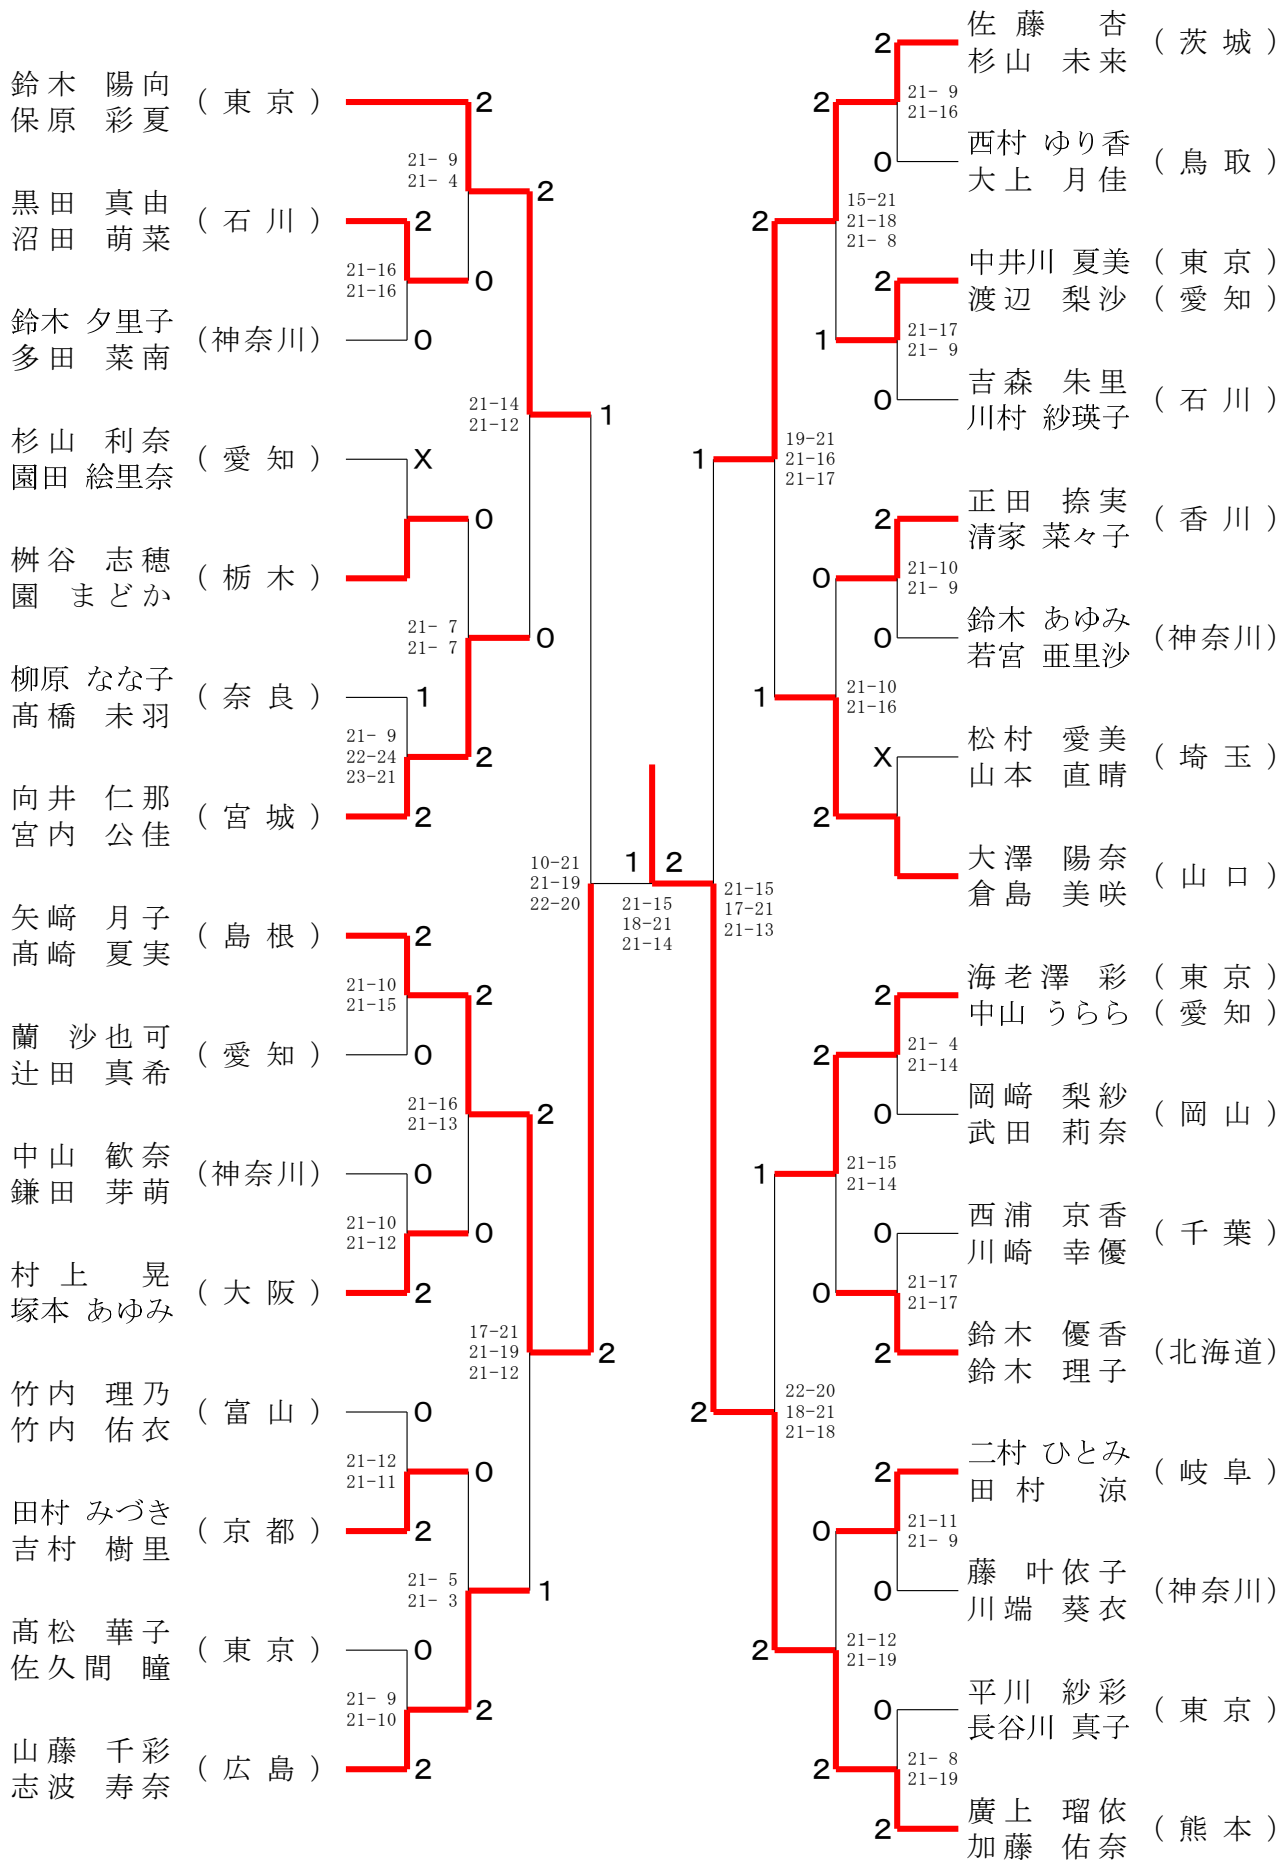 鈴木 陽向
保原 彩夏
(東京)
2
21- 9
21- 4
2
黒田 真由
沼田 萌菜
(石川)
2
21-16
21-16
0
鈴木 夕里子
多田 菜南
(神奈川)
0
21-14
21-12
1
杉山 利奈
園田 絵里奈
(愛知)
X
0
桝谷 志穂
園 まどか
(栃木)
21- 7
21- 7
0
柳原 なな子
髙橋 未羽
(奈良)
1
21- 9
22-24
23-21
2
向井 仁那
宮内 公佳
(宮城)
2
10-21
21-19
22-20
矢﨑 月子
髙崎 夏実
(島根)
2
21-10
21-15
2
蘭 沙也可
辻田 真希
(愛知)
0
21-16
21-13
2
中山 歓奈
鎌田 芽萌
(神奈川)
0
21-10
21-12
0
村上 晃
塚本 あゆみ
(大阪)
2
17-21
21-19
21-12
2
竹内 理乃
竹内 佑衣
(富山)
0
21-12
21-11
0
田村 みづき
吉村 樹里
(京都)
2
21- 5
21- 3
1
髙松 華子
佐久間 瞳
(東京)
0
21- 9
21-10
2
山藤 千彩
志波 寿奈
(広島)
2
1 2
21-15
18-21
21-14
佐藤 杏
杉山 未来
(茨城)
2
21- 9
21-16
2
西村 ゆり香
大上 月佳
(鳥取)
0
15-21
21-18
21- 8
2
中井川 夏美 (東京)
渡辺 梨沙 (愛知)
2
21-17
21- 9
1
吉森 朱里
川村 紗瑛子
(石川)
0
19-21
21-16
21-17
1
正田 捺実
清家 菜々子
(香川)
2
21-10
21- 9
0
鈴木 あゆみ
若宮 亜里沙
(神奈川)
0
21-10
21-16
1
松村 愛美
山本 直晴
(埼玉)
X
2
大澤 陽奈
倉島 美咲
(山口)
21-15
17-21
21-13
海老澤 彩 (東京)
中山 うらら (愛知)
2
21- 4
21-14
2
岡﨑 梨紗
武田 莉奈
(岡山)
0
21-15
21-14
1
西浦 京香
川崎 幸優
(千葉)
0
21-17
21-17
0
鈴木 優香
鈴木 理子
(北海道)
2
22-20
18-21
21-18
2
二村 ひとみ
田村 涼
(岐阜)
2
21-11
21- 9
0
藤 叶依子
川端 葵衣
(神奈川)
0
21-12
21-19
2
平川 紗彩
長谷川 真子
(東京)
0
21- 8
21-19
2
廣上 瑠依
加藤 佑奈
(熊本)
2